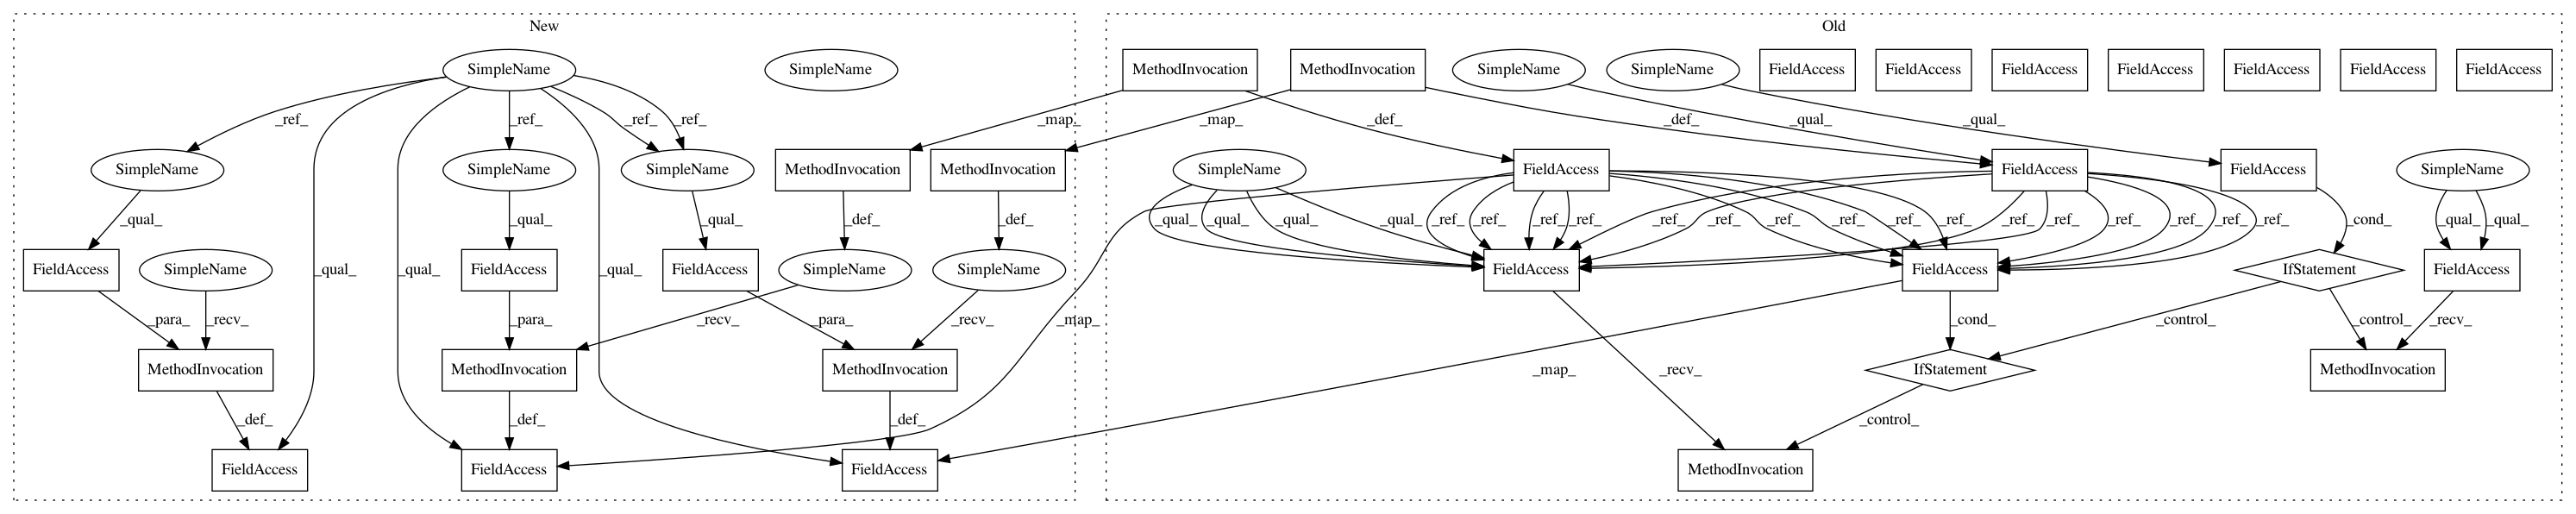 New
Old
SimpleName
SimpleName
MethodInvocation
MethodInvocation
SimpleName
SimpleName
FieldAccess
FieldAccess
FieldAccess
FieldAccess
FieldAccess
FieldAccess
FieldAccess
_ref_
_ref_
_ref_
_ref_
_map_
_map_
_def_
_def_
_qual_
_qual_
SimpleName
SimpleName
SimpleName
MethodInvocation
MethodInvocation
SimpleName
FieldAccess
FieldAccess
FieldAccess
SimpleName
_qual_
_qual_
_qual_
_def_
_def_
_qual_
_qual_
_qual_
_qual_
_ref_
_ref_
_ref_
_ref_
_ref_
_ref_
_ref_
_ref_
_ref_
_ref_
_ref_
_ref_
_ref_
_ref_
_cond_
_qual_
_qual_
FieldAccess
SimpleName
_qual_
_qual_
FieldAccess
_qual_
FieldAccess
SimpleName
SimpleName
FieldAccess
FieldAccess
IfStatement
FieldAccess
_para_
_recv_
_para_
_recv_
_para_
_recv_
_map_
_cond_
_control_
_control_
_recv_
MethodInvocation
MethodInvocation
MethodInvocation
_map_
_recv_
IfStatement
MethodInvocation
_def_
_def_
_def_
_control_
FieldAccess
FieldAccess
FieldAccess
MethodInvocation